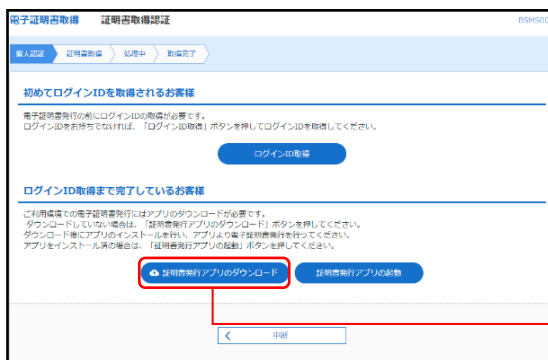 電子証明書取得 証明書取得認証
BSMS00
個人認証 証明書取得 処理中 取得完了
初めてログインIDを取得されるお客様
電子証明書発行の前にログインIDの取得が必要です。
ログインIDをお持ちでなければ、「ログインID取得」ボタンを押してログインIDを取得してください。
ログインID取得
ログインID取得まで完了しているお客様
ご利用環境での電子証明書発行にはアプリのダウンロードが必要です。
ダウンロードしていない場合は、「証明書発行アプリのダウンロード」ボタンを押してください。
ダウンロード後にアプリのインストールを行い、アプリより電子証明書発行を行ってください。
アプリをインストール済の場合は、「証明書発行アプリの起動」ボタンを押してください。
証明書発行アプリのダウンロード 証明書発行アプリの起動
中断